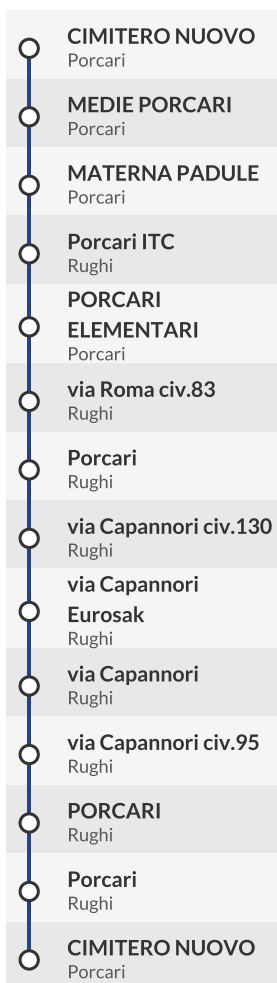 CIMITERO NUOVO
Porcari
MEDIE PORCARI
Porcari
MATERNA PADULE
Porcari
Porcari ITC
Rughi
PORCARI
ELEMENTARI
Porcari
via Roma civ.83
Rughi
Porcari
Rughi
via Capannori civ.130
Rughi
via Capannori
Eurosak
Rughi
via Capannori
Rughi
via Capannori civ.95
Rughi
PORCARI
Rughi
Porcari
Rughi
CIMITERO NUOVO
Porcari